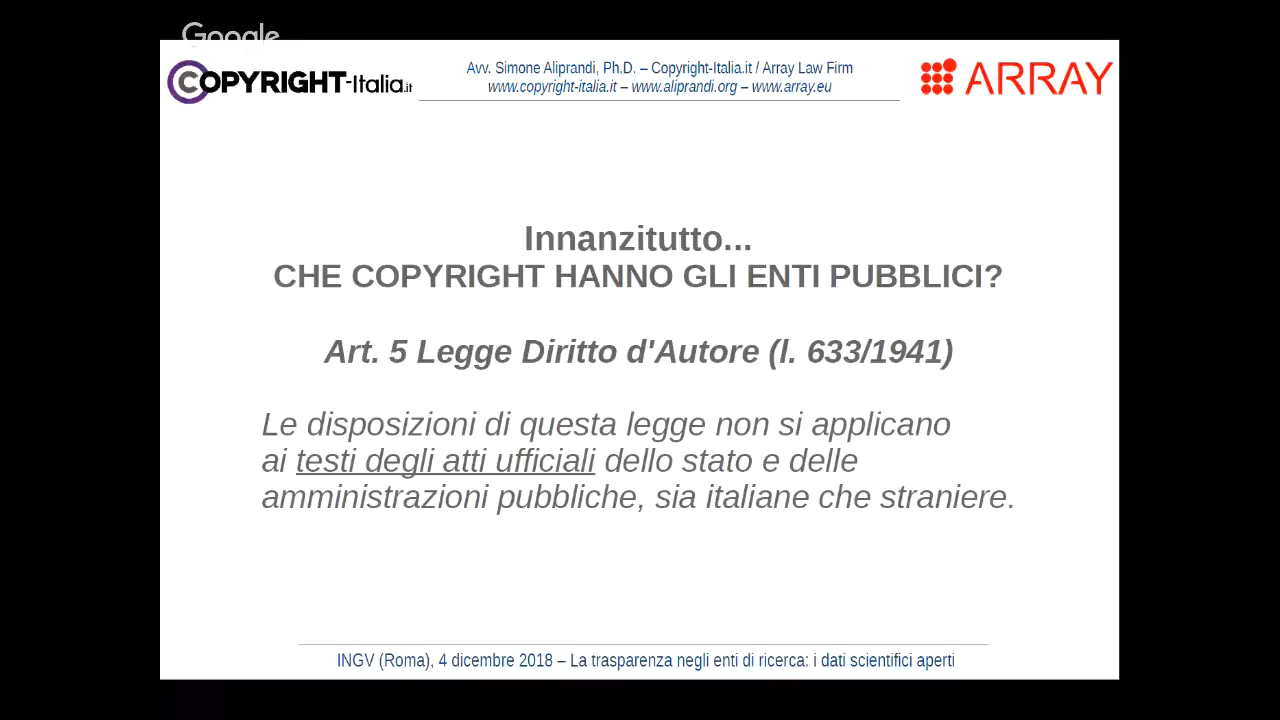 Google
COPYRIGHT-Italia.it
Avv. Simone Aliprandi, Ph.D. – Copyright-Italia.it / Array Law Firm
www.copyright-italia.it – www.aliprandi.org – www.array.eu
ARRAY
Innanzitutto...
CHE COPYRIGHT HANNO GLI ENTI PUBBLICI?
Art. 5 Legge Diritto d'Autore (l. 633/1941)
Le disposizioni di questa legge non si applicano
ai testi degli atti ufficiali dello stato e delle
amministrazioni pubbliche, sia italiane che straniere.
INGV (Roma), 4 dicembre 2018 – La trasparenza negli enti di ricerca: i dati scientifici aperti